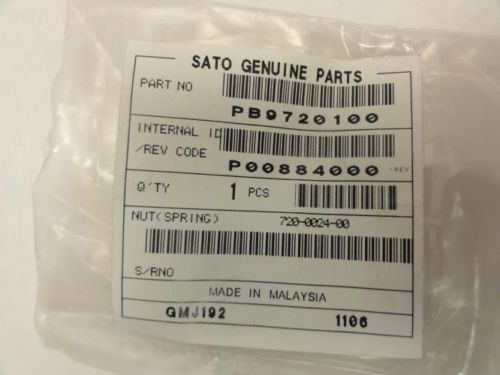 SATO GENUINE PARTS
PART NO
PB9720100
INTERNAL ID
/REV CODE
P00884000 (REV)
Q'TY 1 PCS
NUT(SPRING) 720-0024-00
S/RNO
MADE IN MALAYSIA
GMJ192 1106